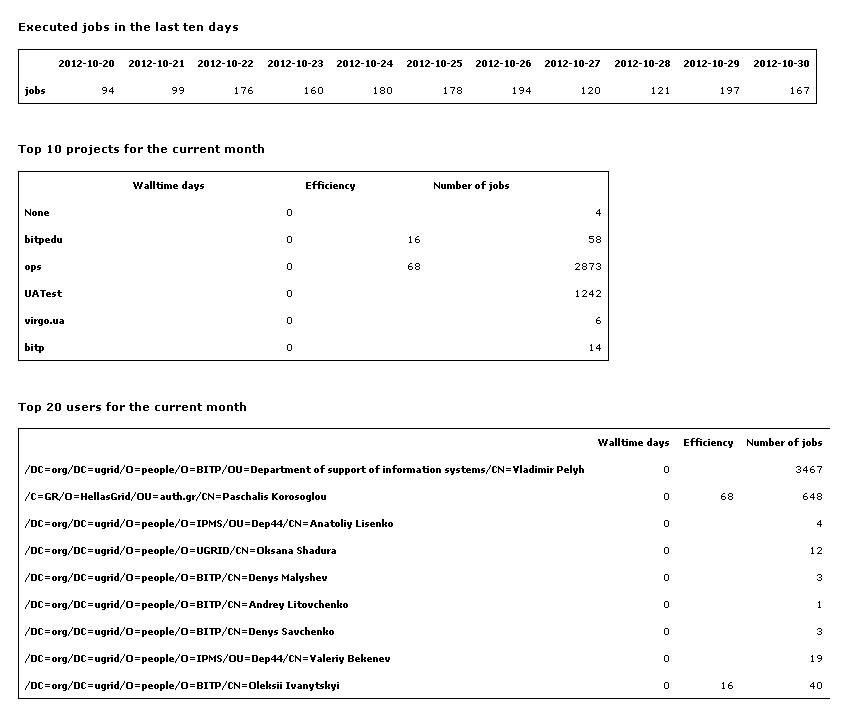 Executed jobs in the last ten days
2012-10-20 2012-10-21 2012-10-22 2012-10-23 2012-10-24 2012-10-25 2012-10-26 2012-10-27 2012-10-28 2012-10-29 2012-10-30
jobs 94 99 176 160 180 178 194 120 121 197 167
Top 10 projects for the current month
Walltime days Efficiency Number of jobs
None 0 4
bitpedu 0 16 58
ops 0 68 2873
UATest 0 1242
virgo.ua 0 6
bitp 0 14
Top 20 users for the current month
Walltime days Efficiency Number of jobs
/DC=org/DC=ugrid/O=people/O=BITP/OU=Department of support of information systems/CN=Vladimir Pelyh 0 3467
/C=GR/O=HellasGrid/OU=auth.gr/CN=Paschalis Korosoglou 0 68 648
/DC=org/DC=ugrid/O=people/O=IPMS/OU=Dep44/CN=Anatoliy Lisenko 0 4
/DC=org/DC=ugrid/O=people/O=UGRID/CN=Oksana Shadura 0 12
/DC=org/DC=ugrid/O=people/O=BITP/CN=Denys Malyshev 0 3
/DC=org/DC=ugrid/O=people/O=BITP/CN=Andrey Litovchenko 0 1
/DC=org/DC=ugrid/O=people/O=BITP/CN=Denys Savchenko 0 3
/DC=org/DC=ugrid/O=people/O=IPMS/OU=Dep44/CN=Valeriy Bekenev 0 19
/DC=org/DC=ugrid/O=people/O=BITP/CN=Oleksii Ivanytskyi 0 16 40